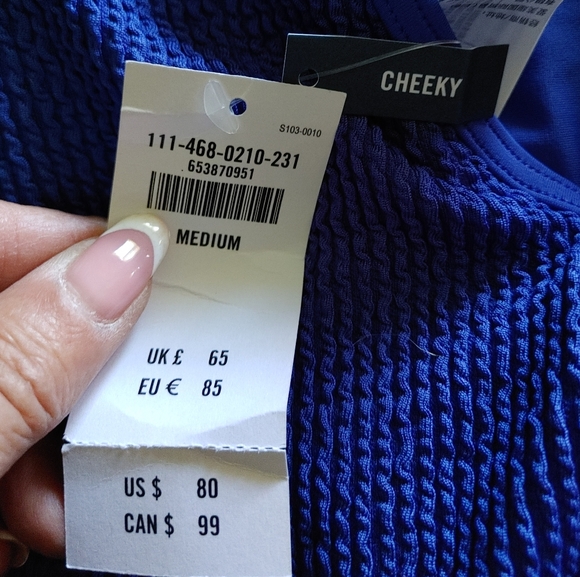 CHEEKY
S103-0010
111-468-0210-231
653870951
MEDIUM
UK £ 65
EU € 85
US $ 80
CAN $ 99